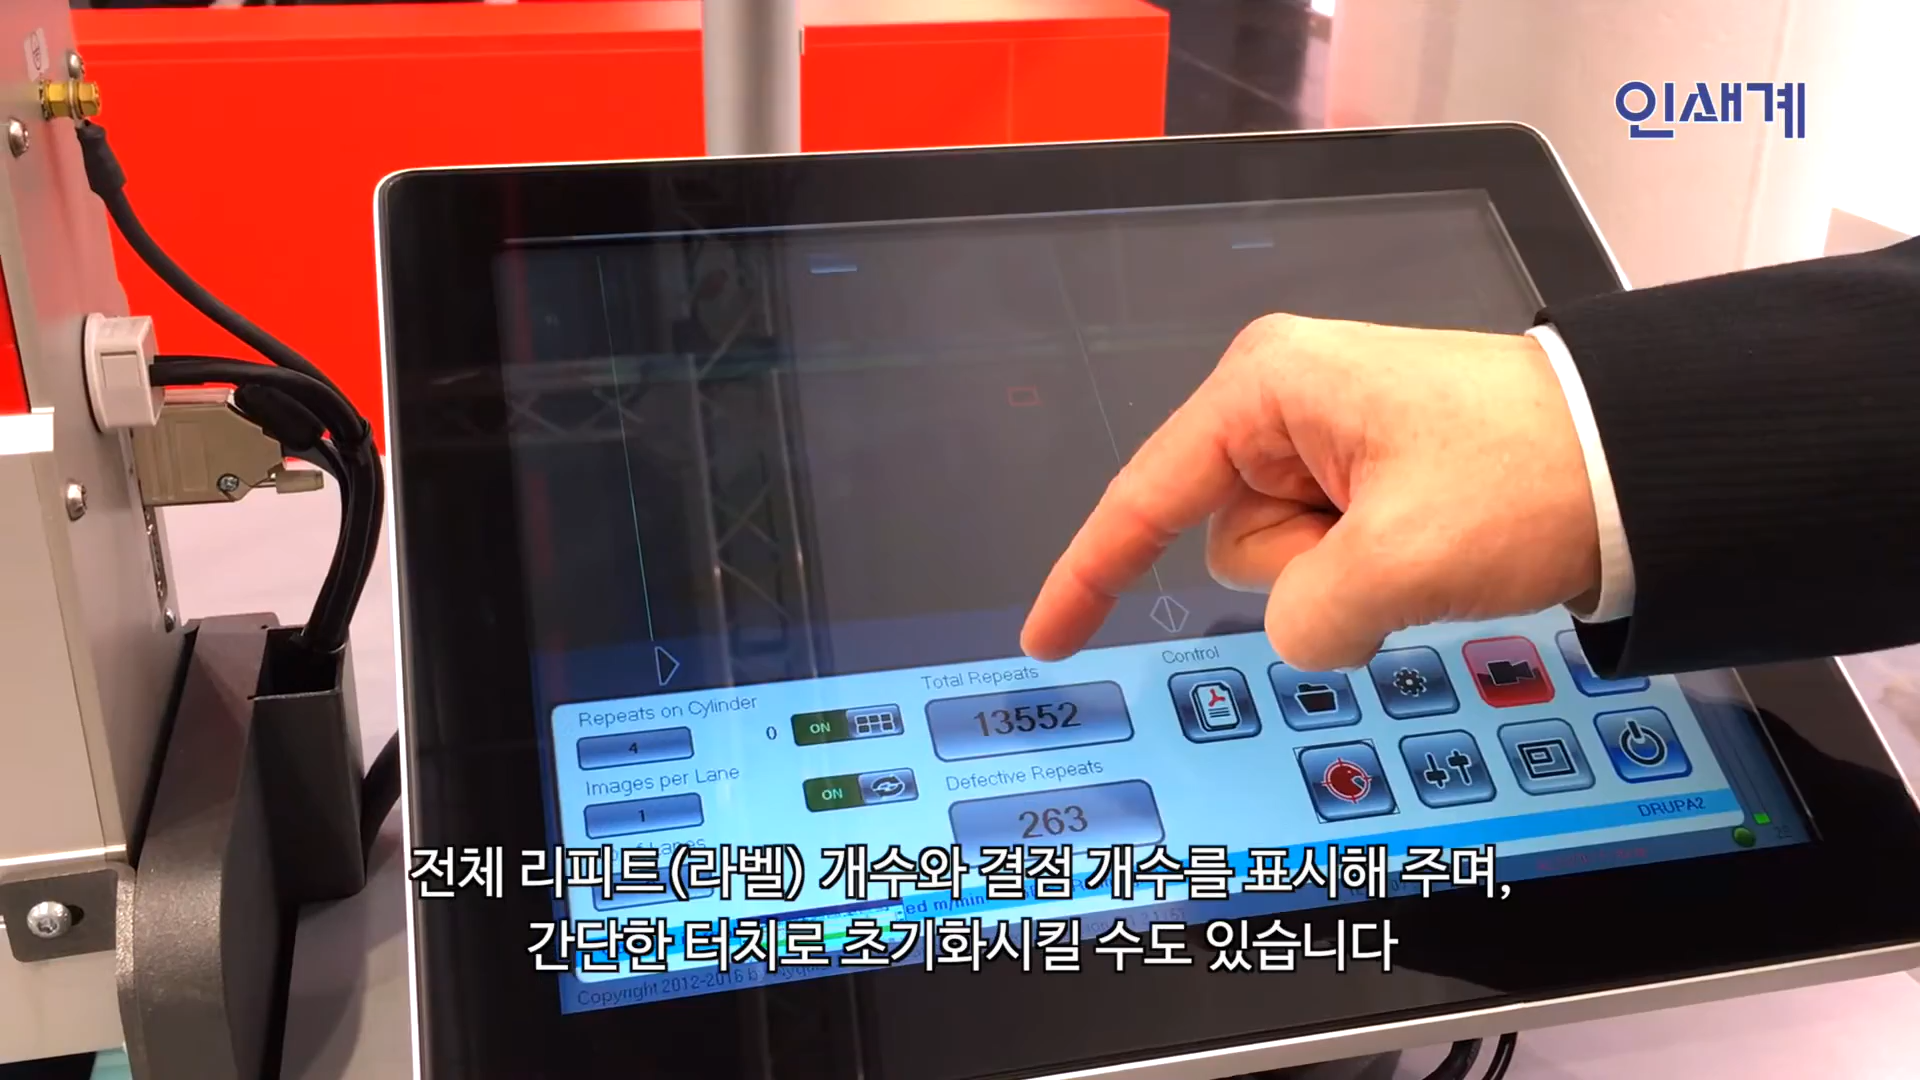 인새계
Repeats on Cylinder
4
0
ON
Total Repeats
13552
Control
Images per Lane
1
ON
Defective Repeats
263
DRUPA2
전체 리피트(라벨) 개수와 결점 개수를 표시해 주며,
간단한 터치로 초기화시킬 수도 있습니다
Copyright 2012-2016 b